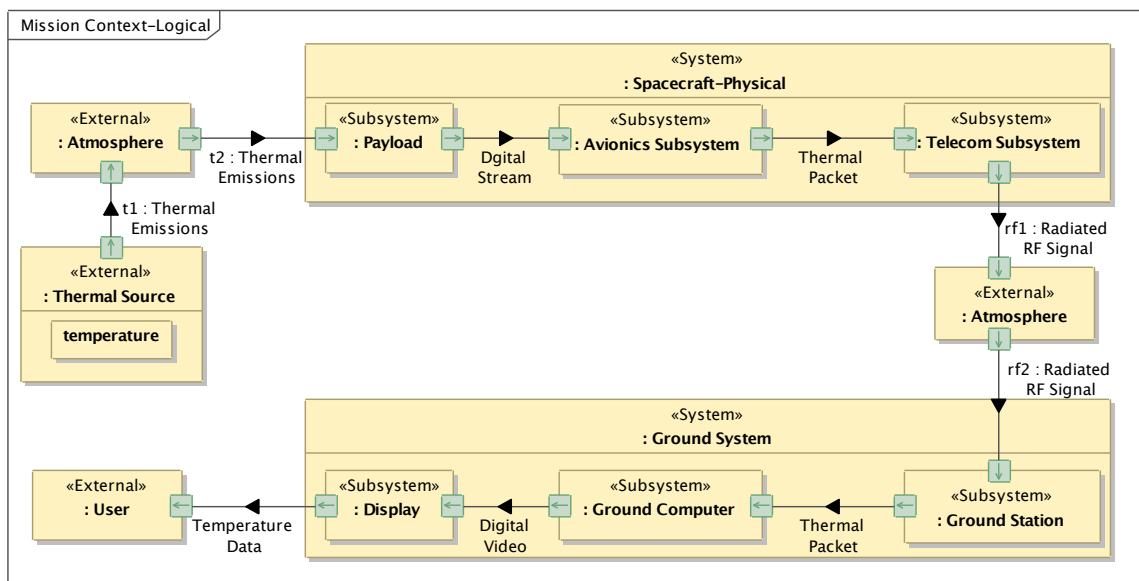 Mission Context-Logical
«System»
: Spacecraft-Physical
«External»
: Atmosphere
t2 : Thermal
Emissions
«Subsystem»
: Payload
Dgital
Stream
«Subsystem»
: Avionics Subsystem
Thermal
Packet
«Subsystem»
: Telecom Subsystem
t1 : Thermal
Emissions
rf1 : Radiated
RF Signal
«External»
: Thermal Source
temperature
«External»
: Atmosphere
rf2 : Radiated
RF Signal
«System»
: Ground System
«External»
: User
Temperature
Data
«Subsystem»
: Display
Digital
Video
«Subsystem»
: Ground Computer
Thermal
Packet
«Subsystem»
: Ground Station